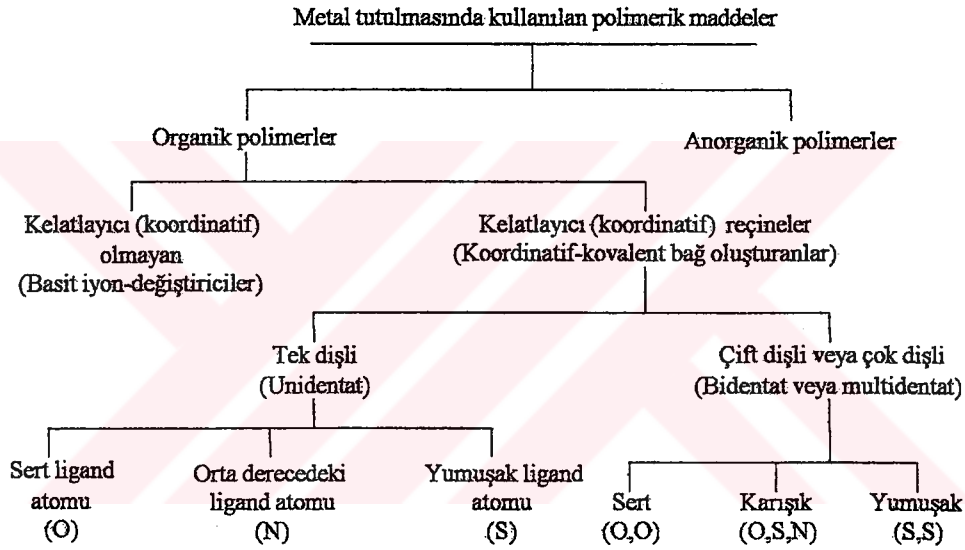 Metal tutulmasında kullanılan polimerik maddeler
Organik polimerler
Anorganik polimerler
Kelatlayıcı (koordinatif)
olmayan
(Basit iyon-değiştiriciler)
Kelatlayıcı (koordinatif) reçineler
(Koordinatif-kovalent bağ oluşturanlar)
Tek dişli
(Unidentat)
Çift dişli veya çok dişli
(Bidentat veya multidentat)
Sert ligand
atomu
(O)
Orta derecedeki
ligand atomu
(N)
Yumuşak ligand
atomu
(S)
Sert
(O,O)
Karışık
(O,S,N)
Yumuşak
(S,S)